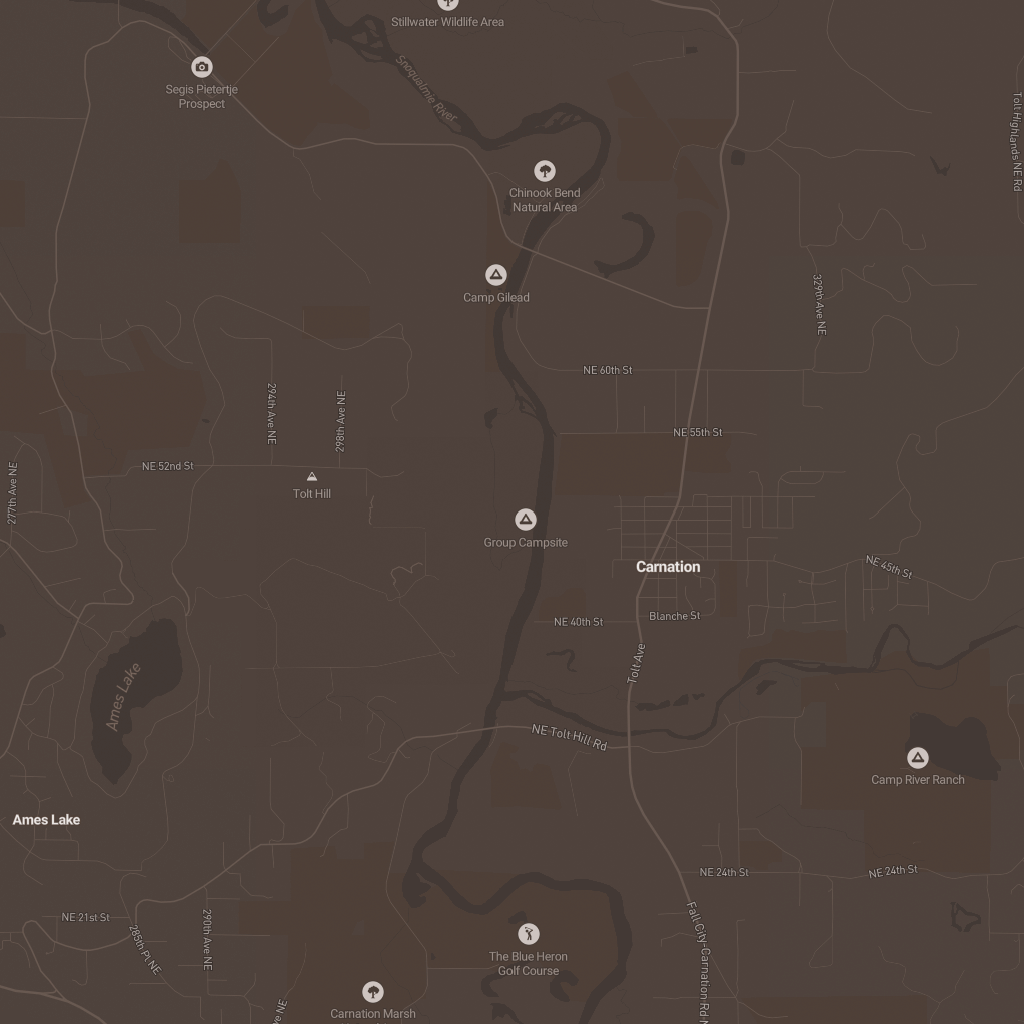 Stillwater Wildlife Area
Segis Pietertje
Prospect
Snoqualmie River
Tolt Highlands NE Rd
Chinook Bend
Natural Area
Camp Gilead
329th Ave NE
NE 60th St
294th Ave NE
298th Ave NE
NE 55th St
NE 52nd St
277th Ave NE
Tolt Hill
Group Campsite
Carnation
NE 45th St
Blanche St
NE 40th St
Tolt Ave
Ames Lake
NE Tolt Hill Rd
Camp River Ranch
Ames Lake
NE 24th St
NE 24th St
NE 21st St
285th Pl NE
290th Ave NE
Fall City-Carnation Rd N
The Blue Heron
Golf Course
Carnation Marsh
ve NE